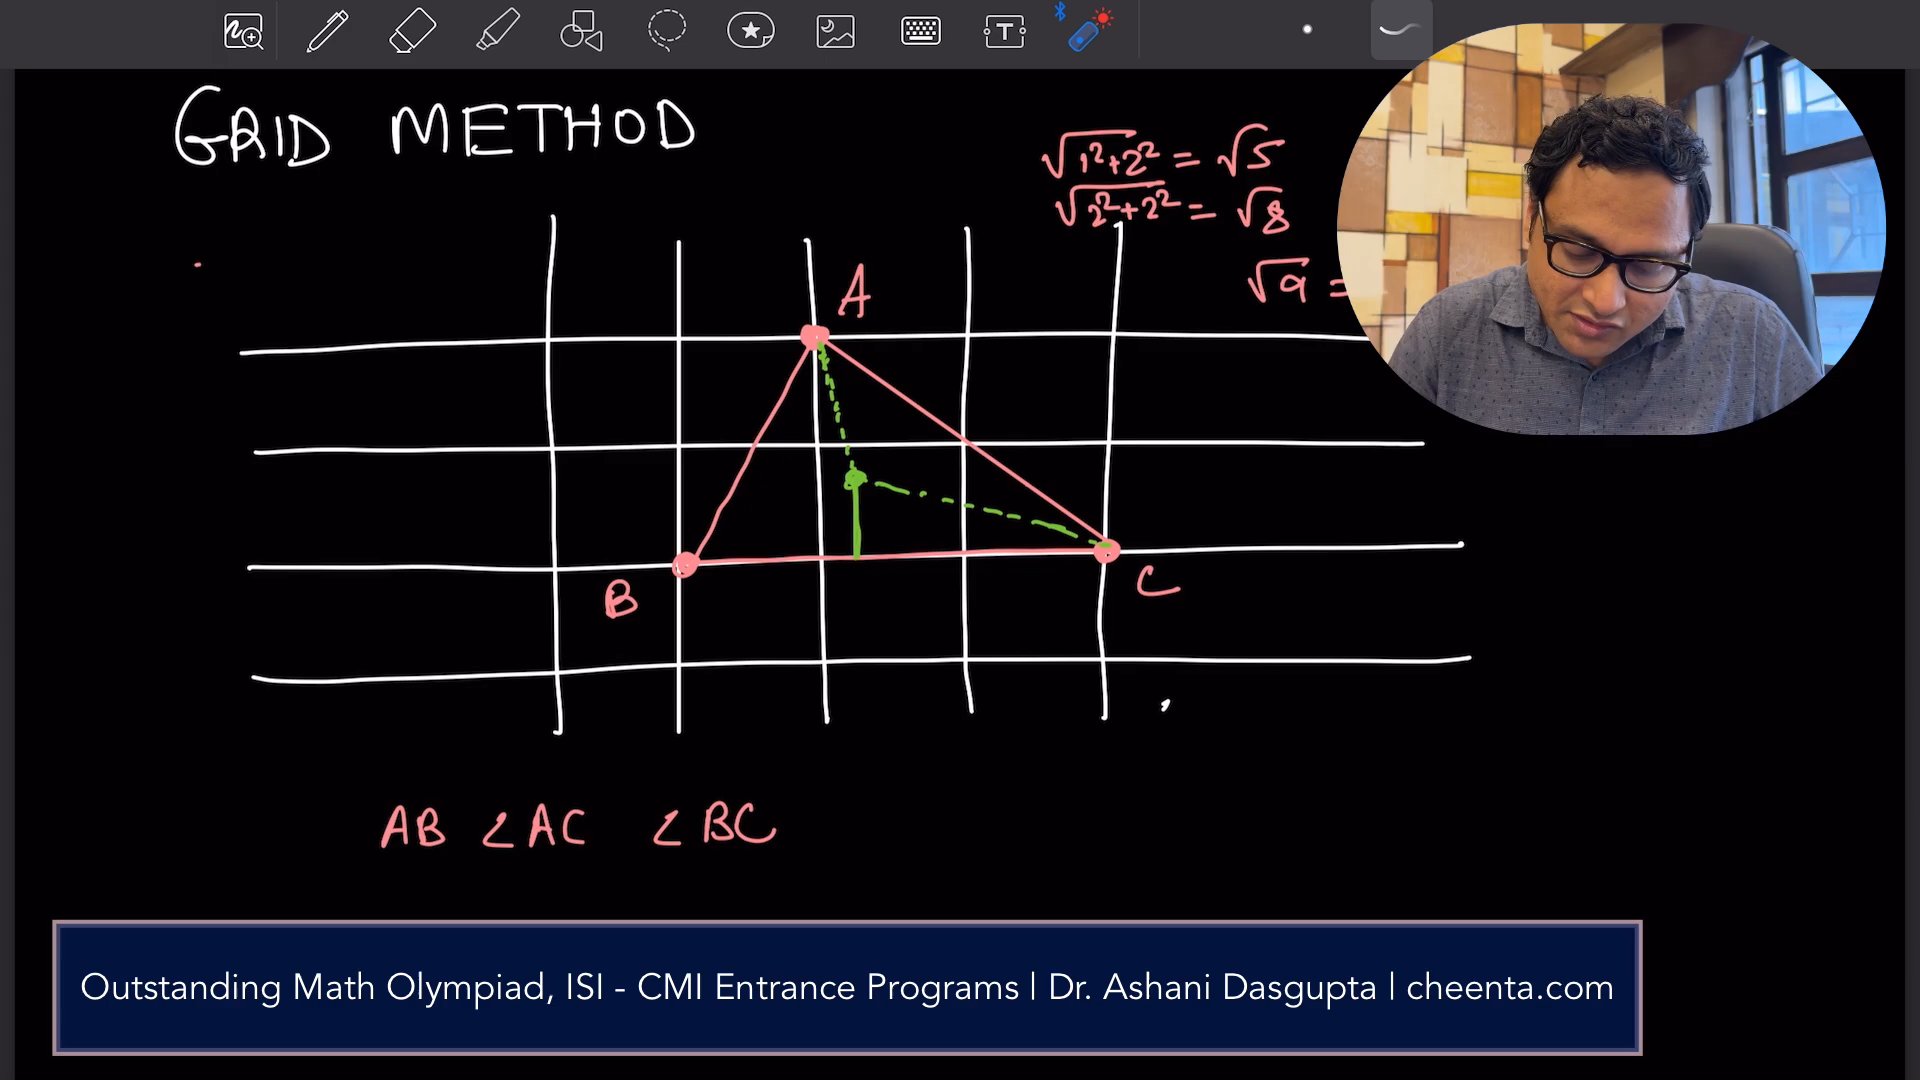 GRID METHOD
√1²+2² = √5
√2²+2² = √8
√9 =
A
B
C
AB < AC < BC
Outstanding Math Olympiad, ISI - CMI Entrance Programs | Dr. Ashani Dasgupta | cheenta.com